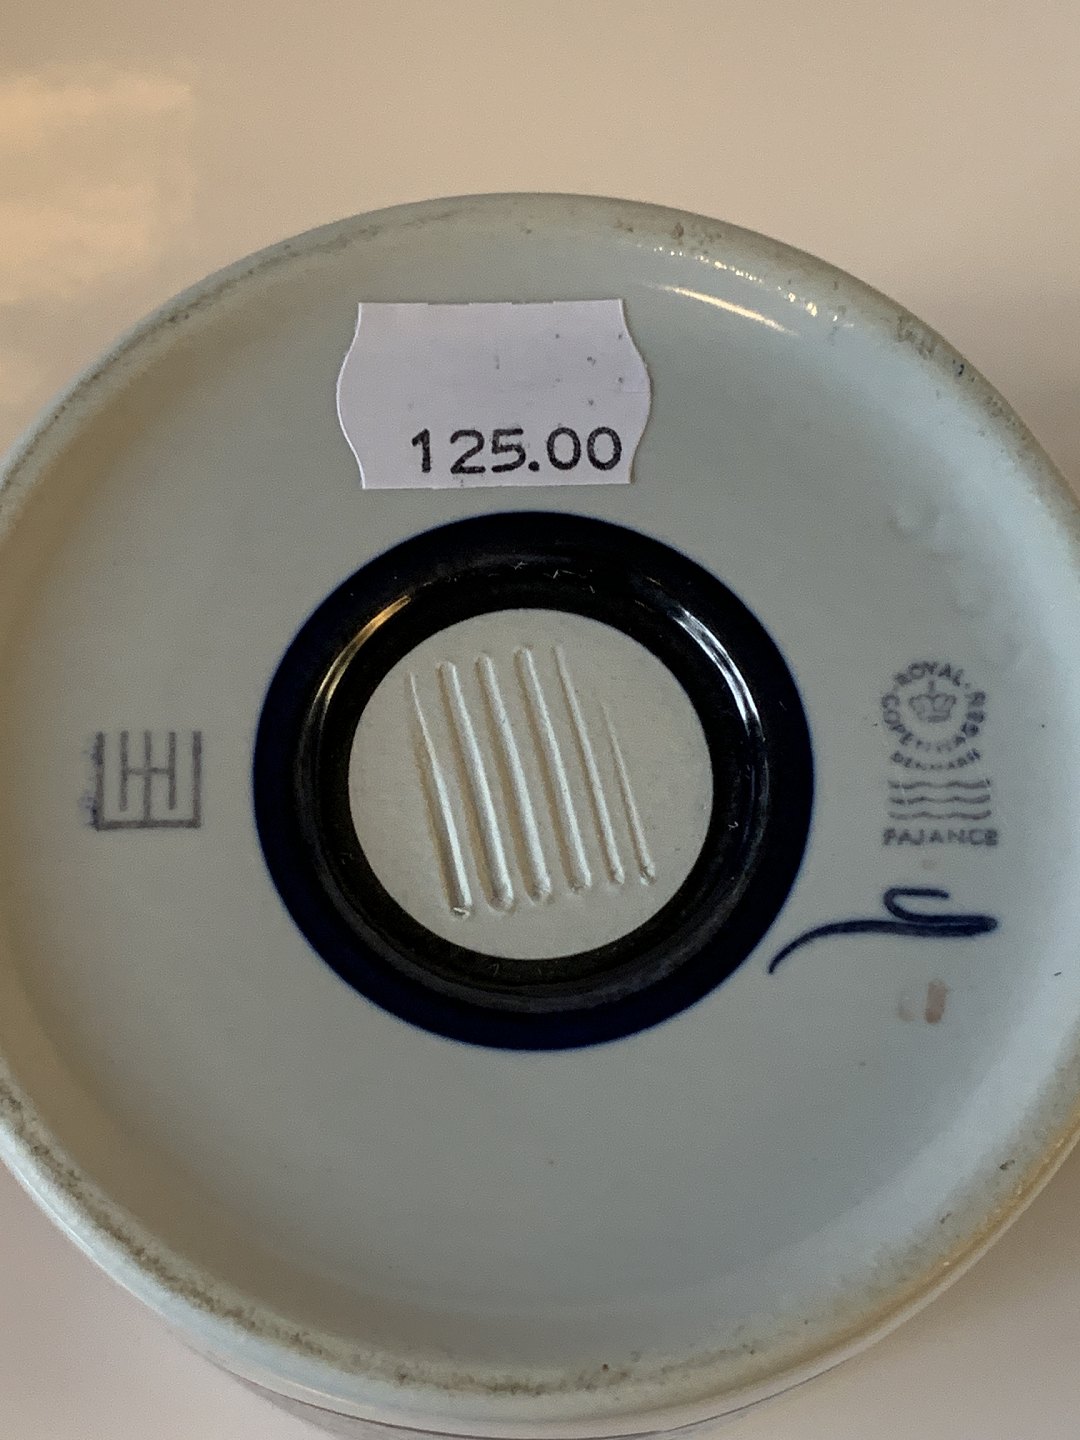 125.00
ROYAL COPENHAGEN
DENMARK
FAJANCE